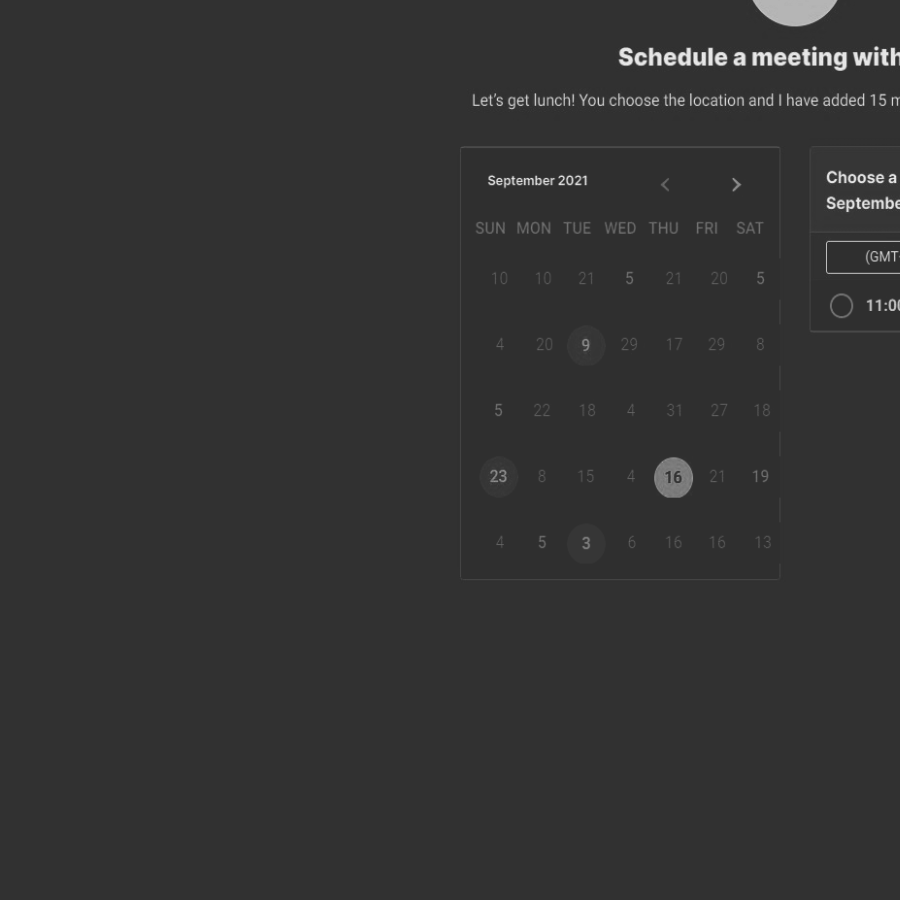 Schedule a meeting with
Let's get lunch! You choose the location and I have added 15 m
September 2021
SUN MON TUE WED THU FRI SAT
10 10 21 5 21 20 5
4 20 9 29 17 29 8
5 22 18 4 31 27 18
23 8 15 4 16 21 19
4 5 3 6 16 16 13
Choose a
Septembe
(GMT-
11:00